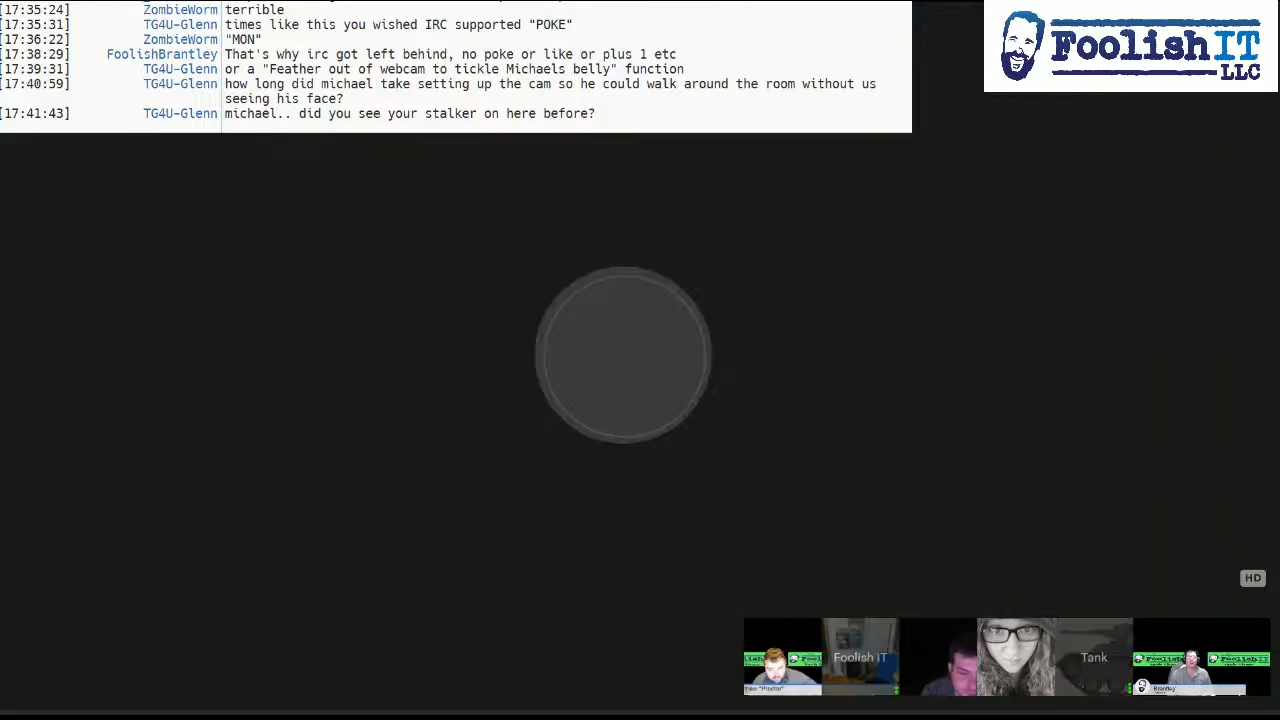 [17:35:24] ZombieWorm terrible
[17:35:31] TG4U-Glenn times like this you wished IRC supported "POKE"
[17:36:22] ZombieWorm "MON"
[17:38:29] FoolishBrantley That's why irc got left behind, no poke or like or plus 1 etc
[17:39:31] TG4U-Glenn or a "Feather out of webcam to tickle Michaels belly" function
[17:40:59] TG4U-Glenn how long did michael take setting up the cam so he could walk around the room without us
seeing his face?
[17:41:43] TG4U-Glenn michael.. did you see your stalker on here before?
FoolishIT
LLC
HD
Foolish IT
Tank
Brantley